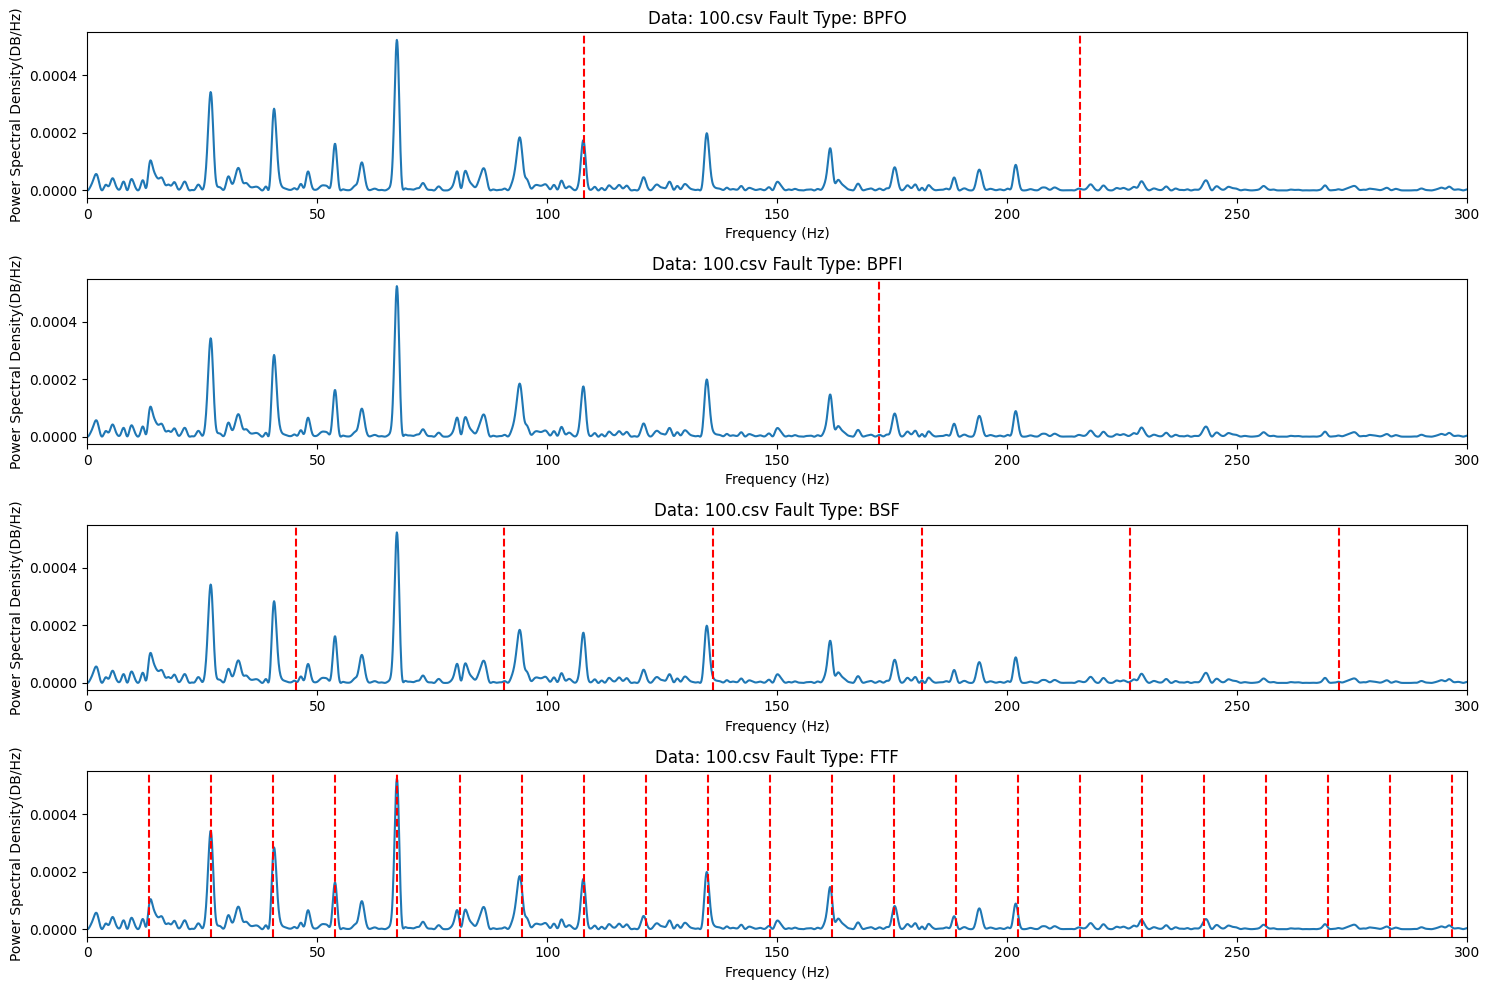 Data: 100.csv Fault Type: BPFO
Power Spectral Density(DB/Hz)
0.0004
0.0002
0.0000
0 50 100 150 200 250 300
Frequency (Hz)
Data: 100.csv Fault Type: BPFI
Power Spectral Density(DB/Hz)
0.0004
0.0002
0.0000
0 50 100 150 200 250 300
Frequency (Hz)
Data: 100.csv Fault Type: BSF
Power Spectral Density(DB/Hz)
0.0004
0.0002
0.0000
0 50 100 150 200 250 300
Frequency (Hz)
Data: 100.csv Fault Type: FTF
Power Spectral Density(DB/Hz)
0.0004
0.0002
0.0000
0 50 100 150 200 250 300
Frequency (Hz)